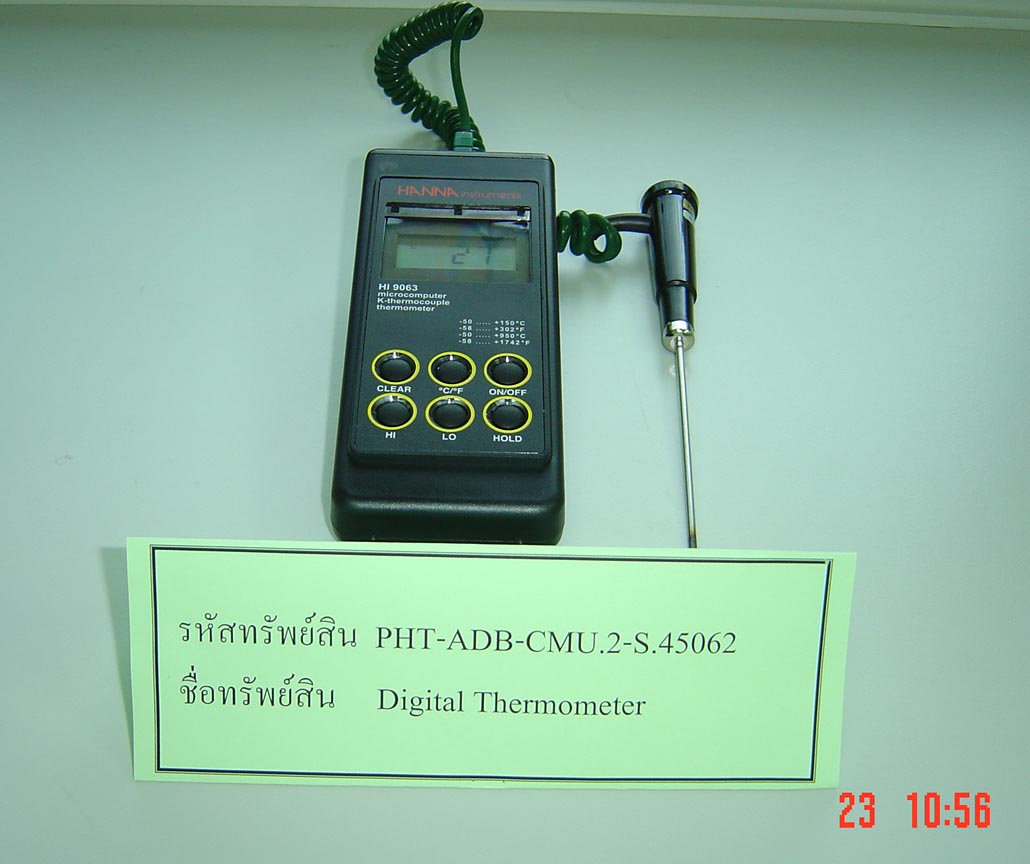 HANNA instruments
27
HI 9063
microcomputer
K-thermocouple
thermometer
-50 ..... +150°C
-58 ..... +302°F
-50 ..... +950°C
-58 ..... +1742°F
CLEAR °C/°F ON/OFF
HI LO HOLD
รหัสทรัพย์สิน PHT-ADB-CMU.2-S.45062
ชื่อทรัพย์สิน Digital Thermometer
23 10:56